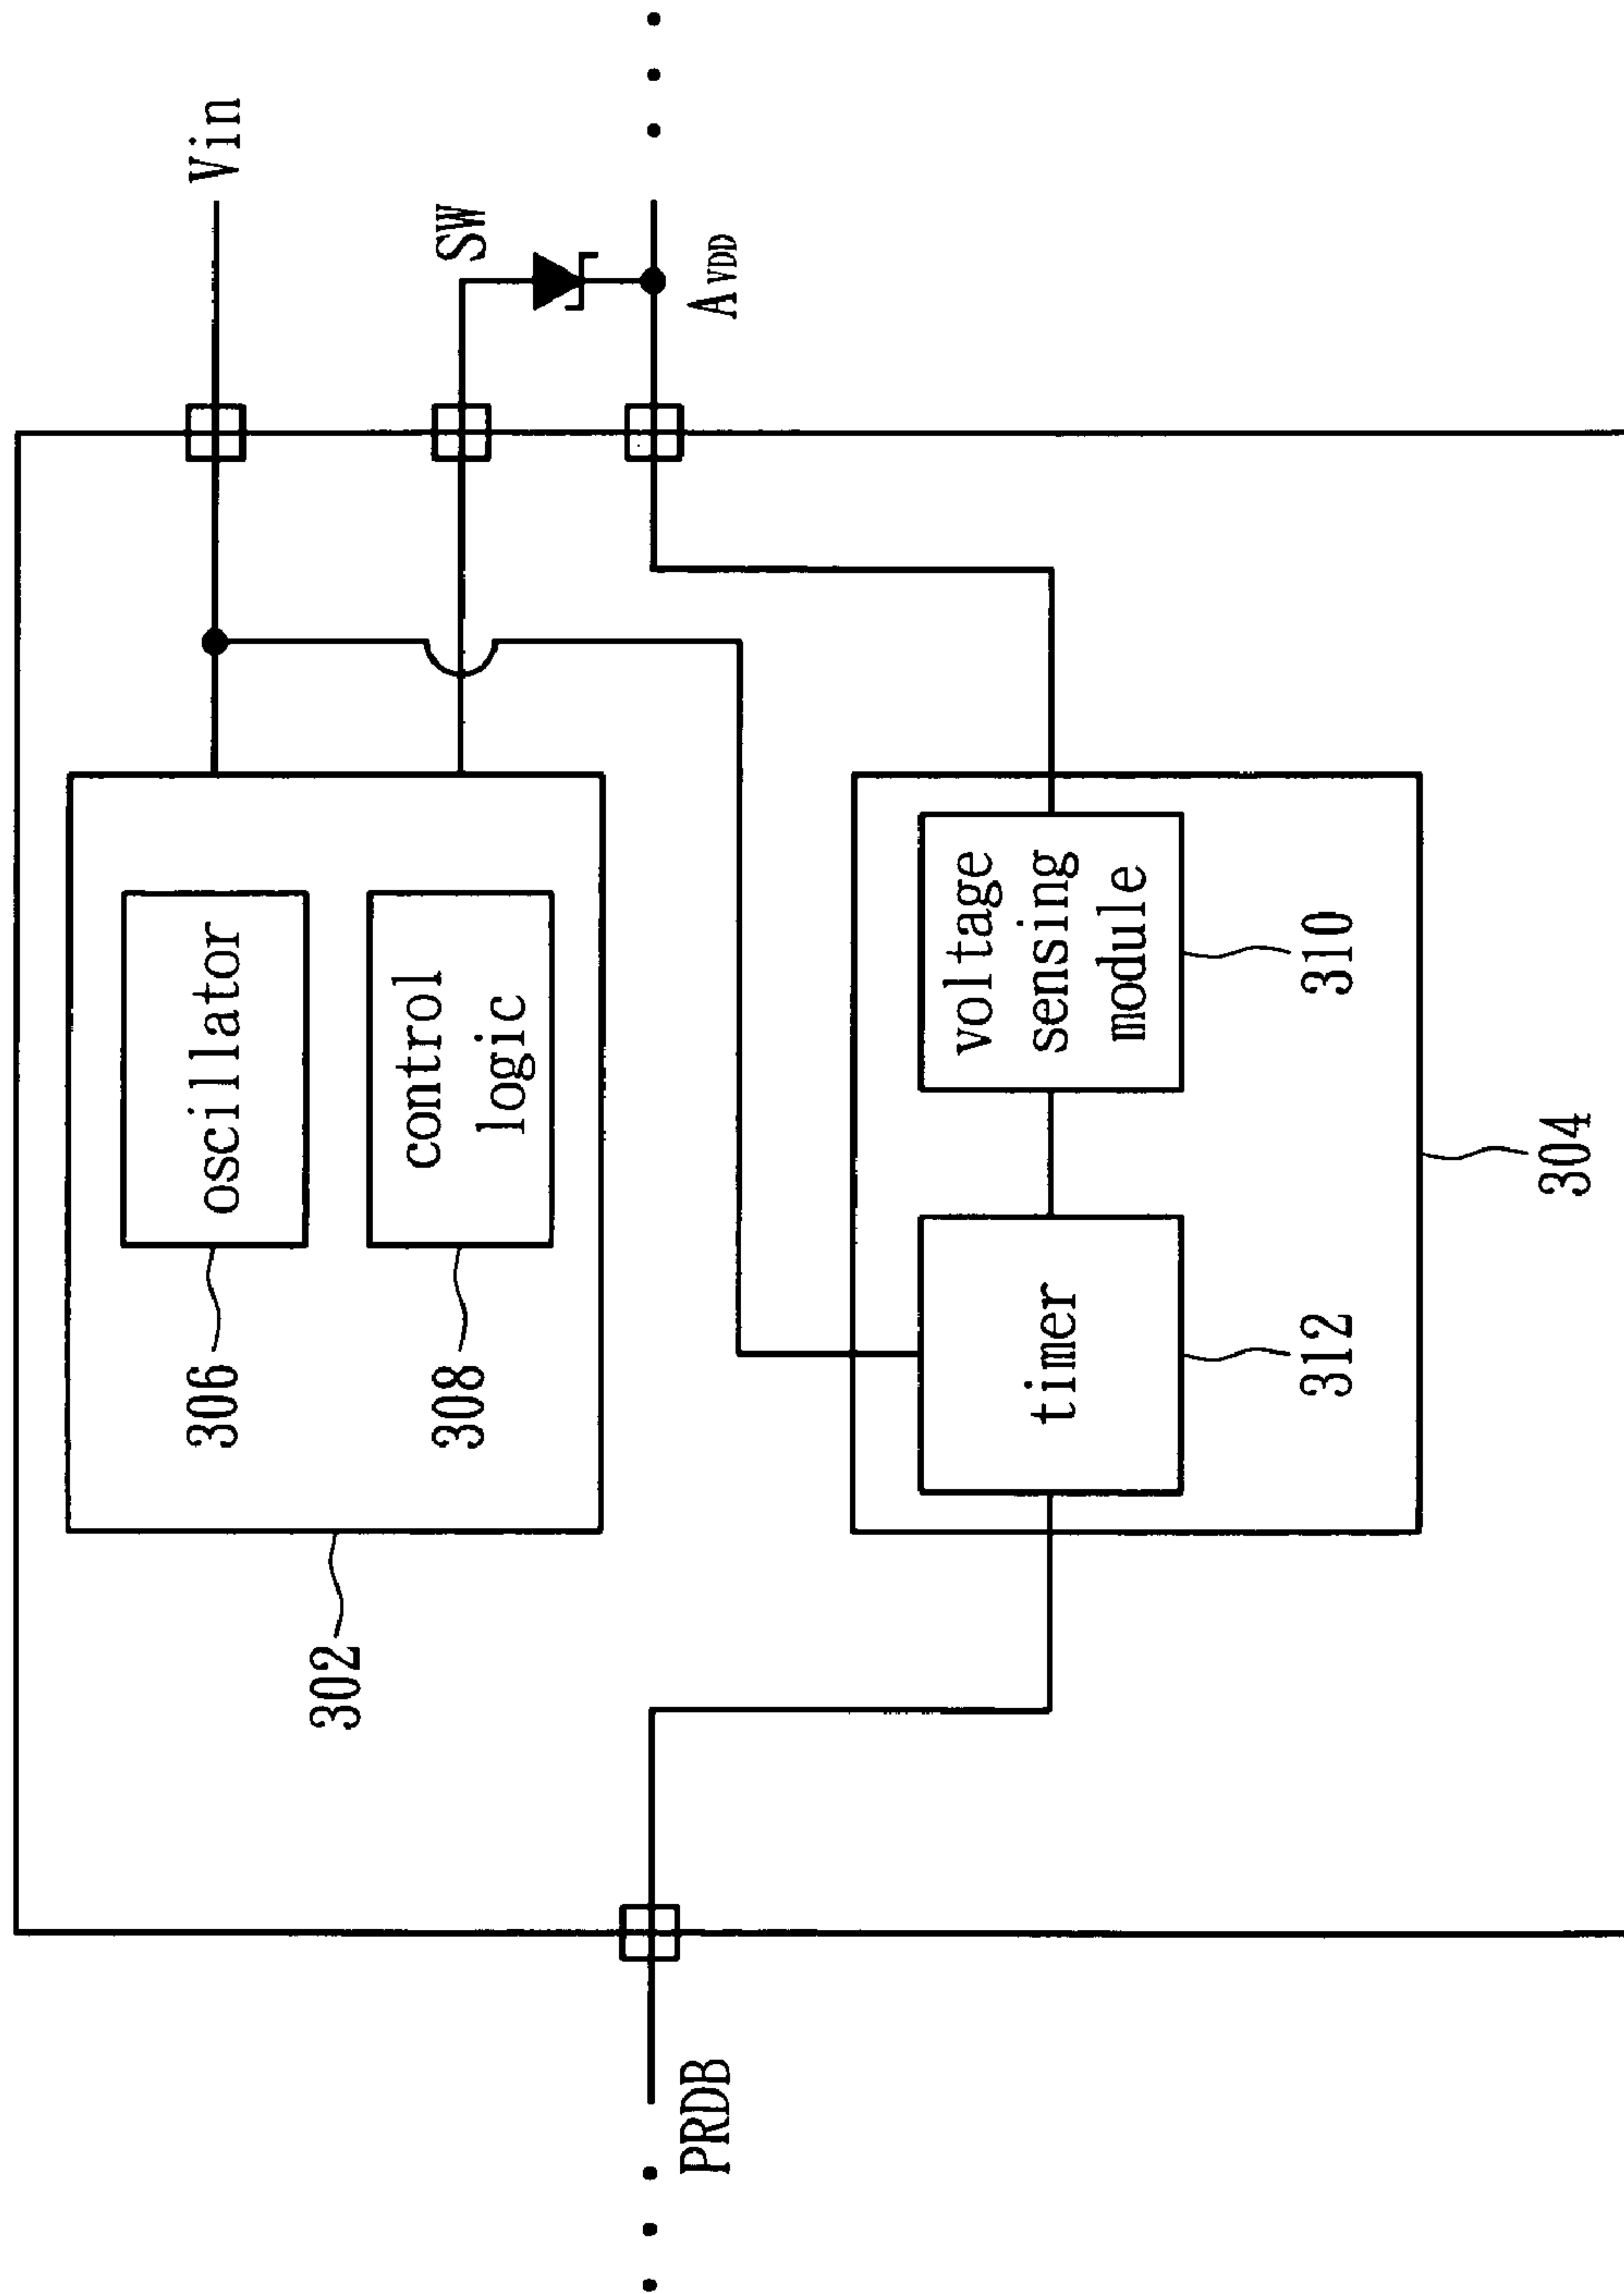 Vin
SW
AVDD
oscillator
306
control
logic
308
302
voltage
sensing
module
310
timer
312
304
PRDB